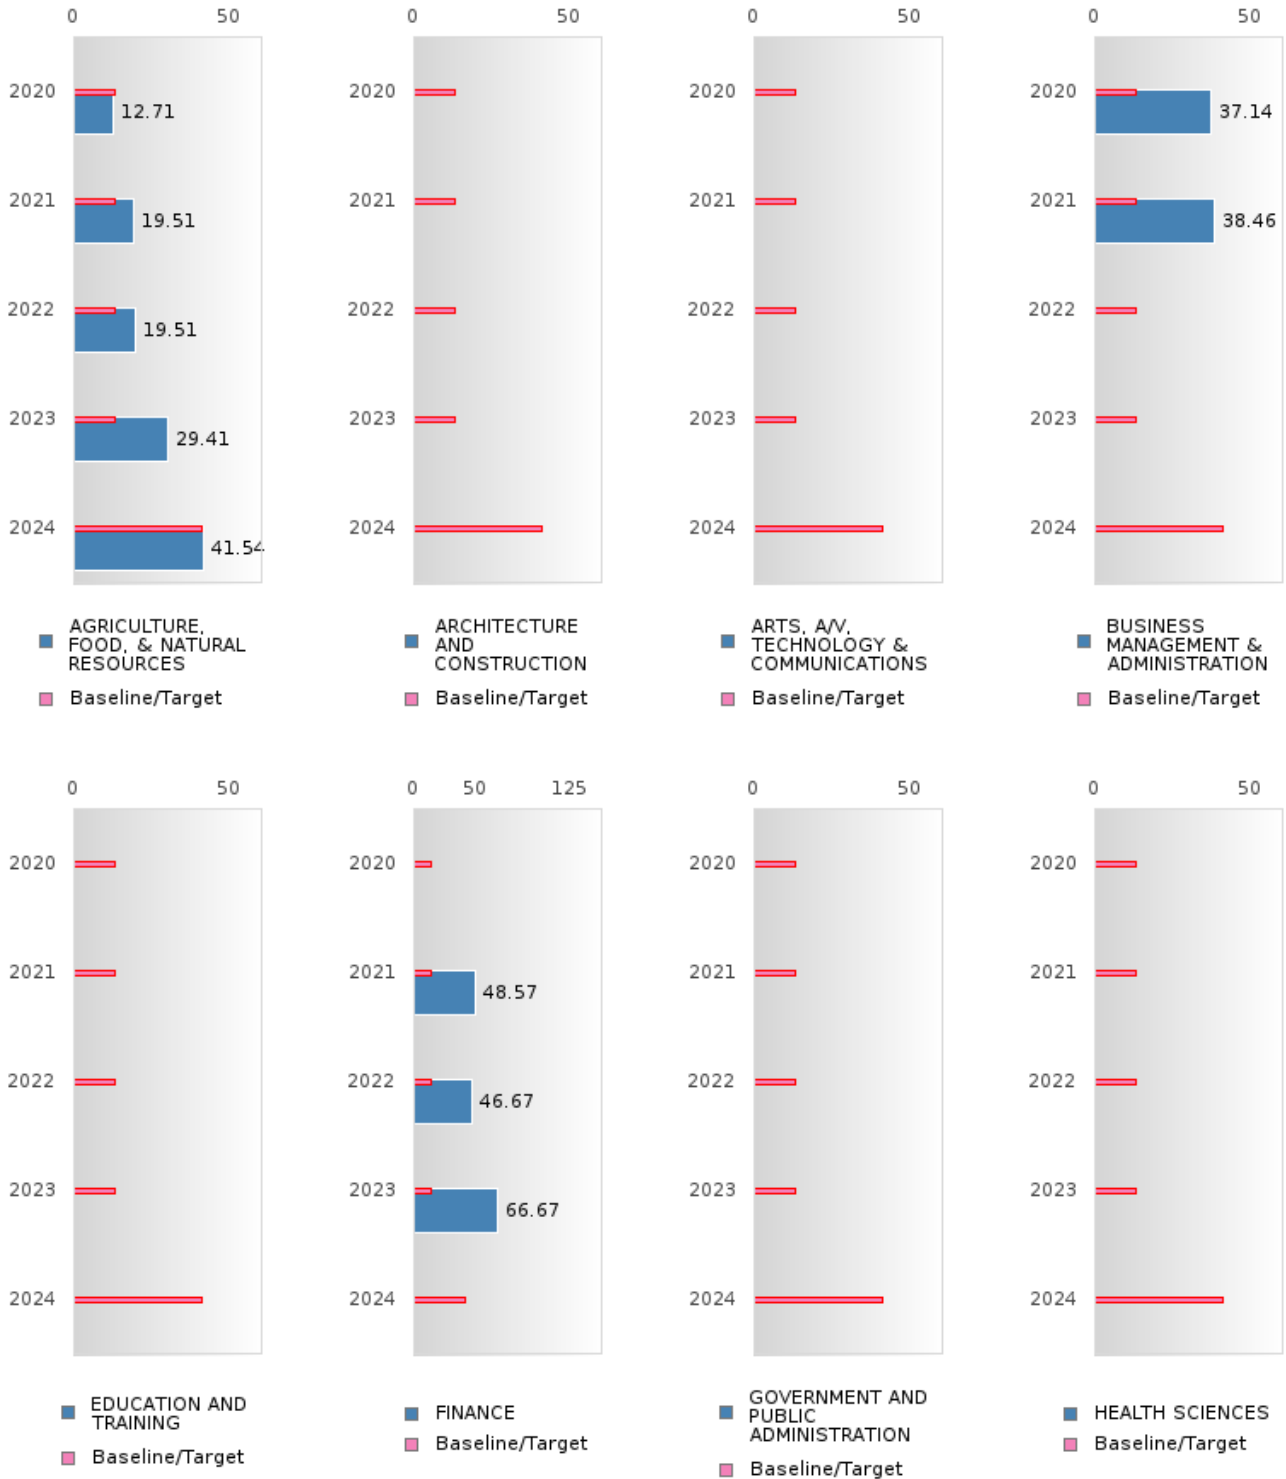 0 50
2020
12.71
2021
19.51
2022
19.51
2023
29.41
2024
41.54
AGRICULTURE,
FOOD, & NATURAL
RESOURCES
Baseline/Target
0 50
2020
2021
2022
2023
2024
ARCHITECTURE
AND
CONSTRUCTION
Baseline/Target
0 50
2020
2021
2022
2023
2024
ARTS, A/V,
TECHNOLOGY &
COMMUNICATIONS
Baseline/Target
0 50
2020
37.14
2021
38.46
2022
2023
2024
BUSINESS
MANAGEMENT &
ADMINISTRATION
Baseline/Target
0 50
2020
2021
2022
2023
2024
EDUCATION AND
TRAINING
Baseline/Target
0 50 125
2020
2021
48.57
2022
46.67
2023
66.67
2024
FINANCE
Baseline/Target
0 50
2020
2021
2022
2023
2024
GOVERNMENT AND
PUBLIC
ADMINISTRATION
Baseline/Target
0 50
2020
2021
2022
2023
2024
HEALTH SCIENCES
Baseline/Target